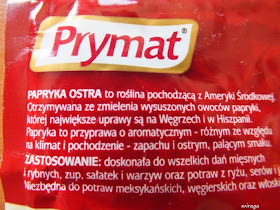 Prymat®
PAPRYKA OSTRA to roślina pochodząca z Ameryki Środkowej.
Otrzymywana ze zmielenia wysuszonych owoców papryki,
której największe uprawy są na Węgrzech i w Hiszpanii.
Papryka to przyprawa o aromatycznym - różnym ze względu
na klimat i pochodzenie - zapachu i ostrym, palącym smaku.
ZASTOSOWANIE: doskonała do wszelkich dań mięsnych
i rybnych, zup, sałatek i warzyw oraz potraw z ryżu, serów i j
Niezbędna do potraw meksykańskich, węgierskich oraz włosk
miraga